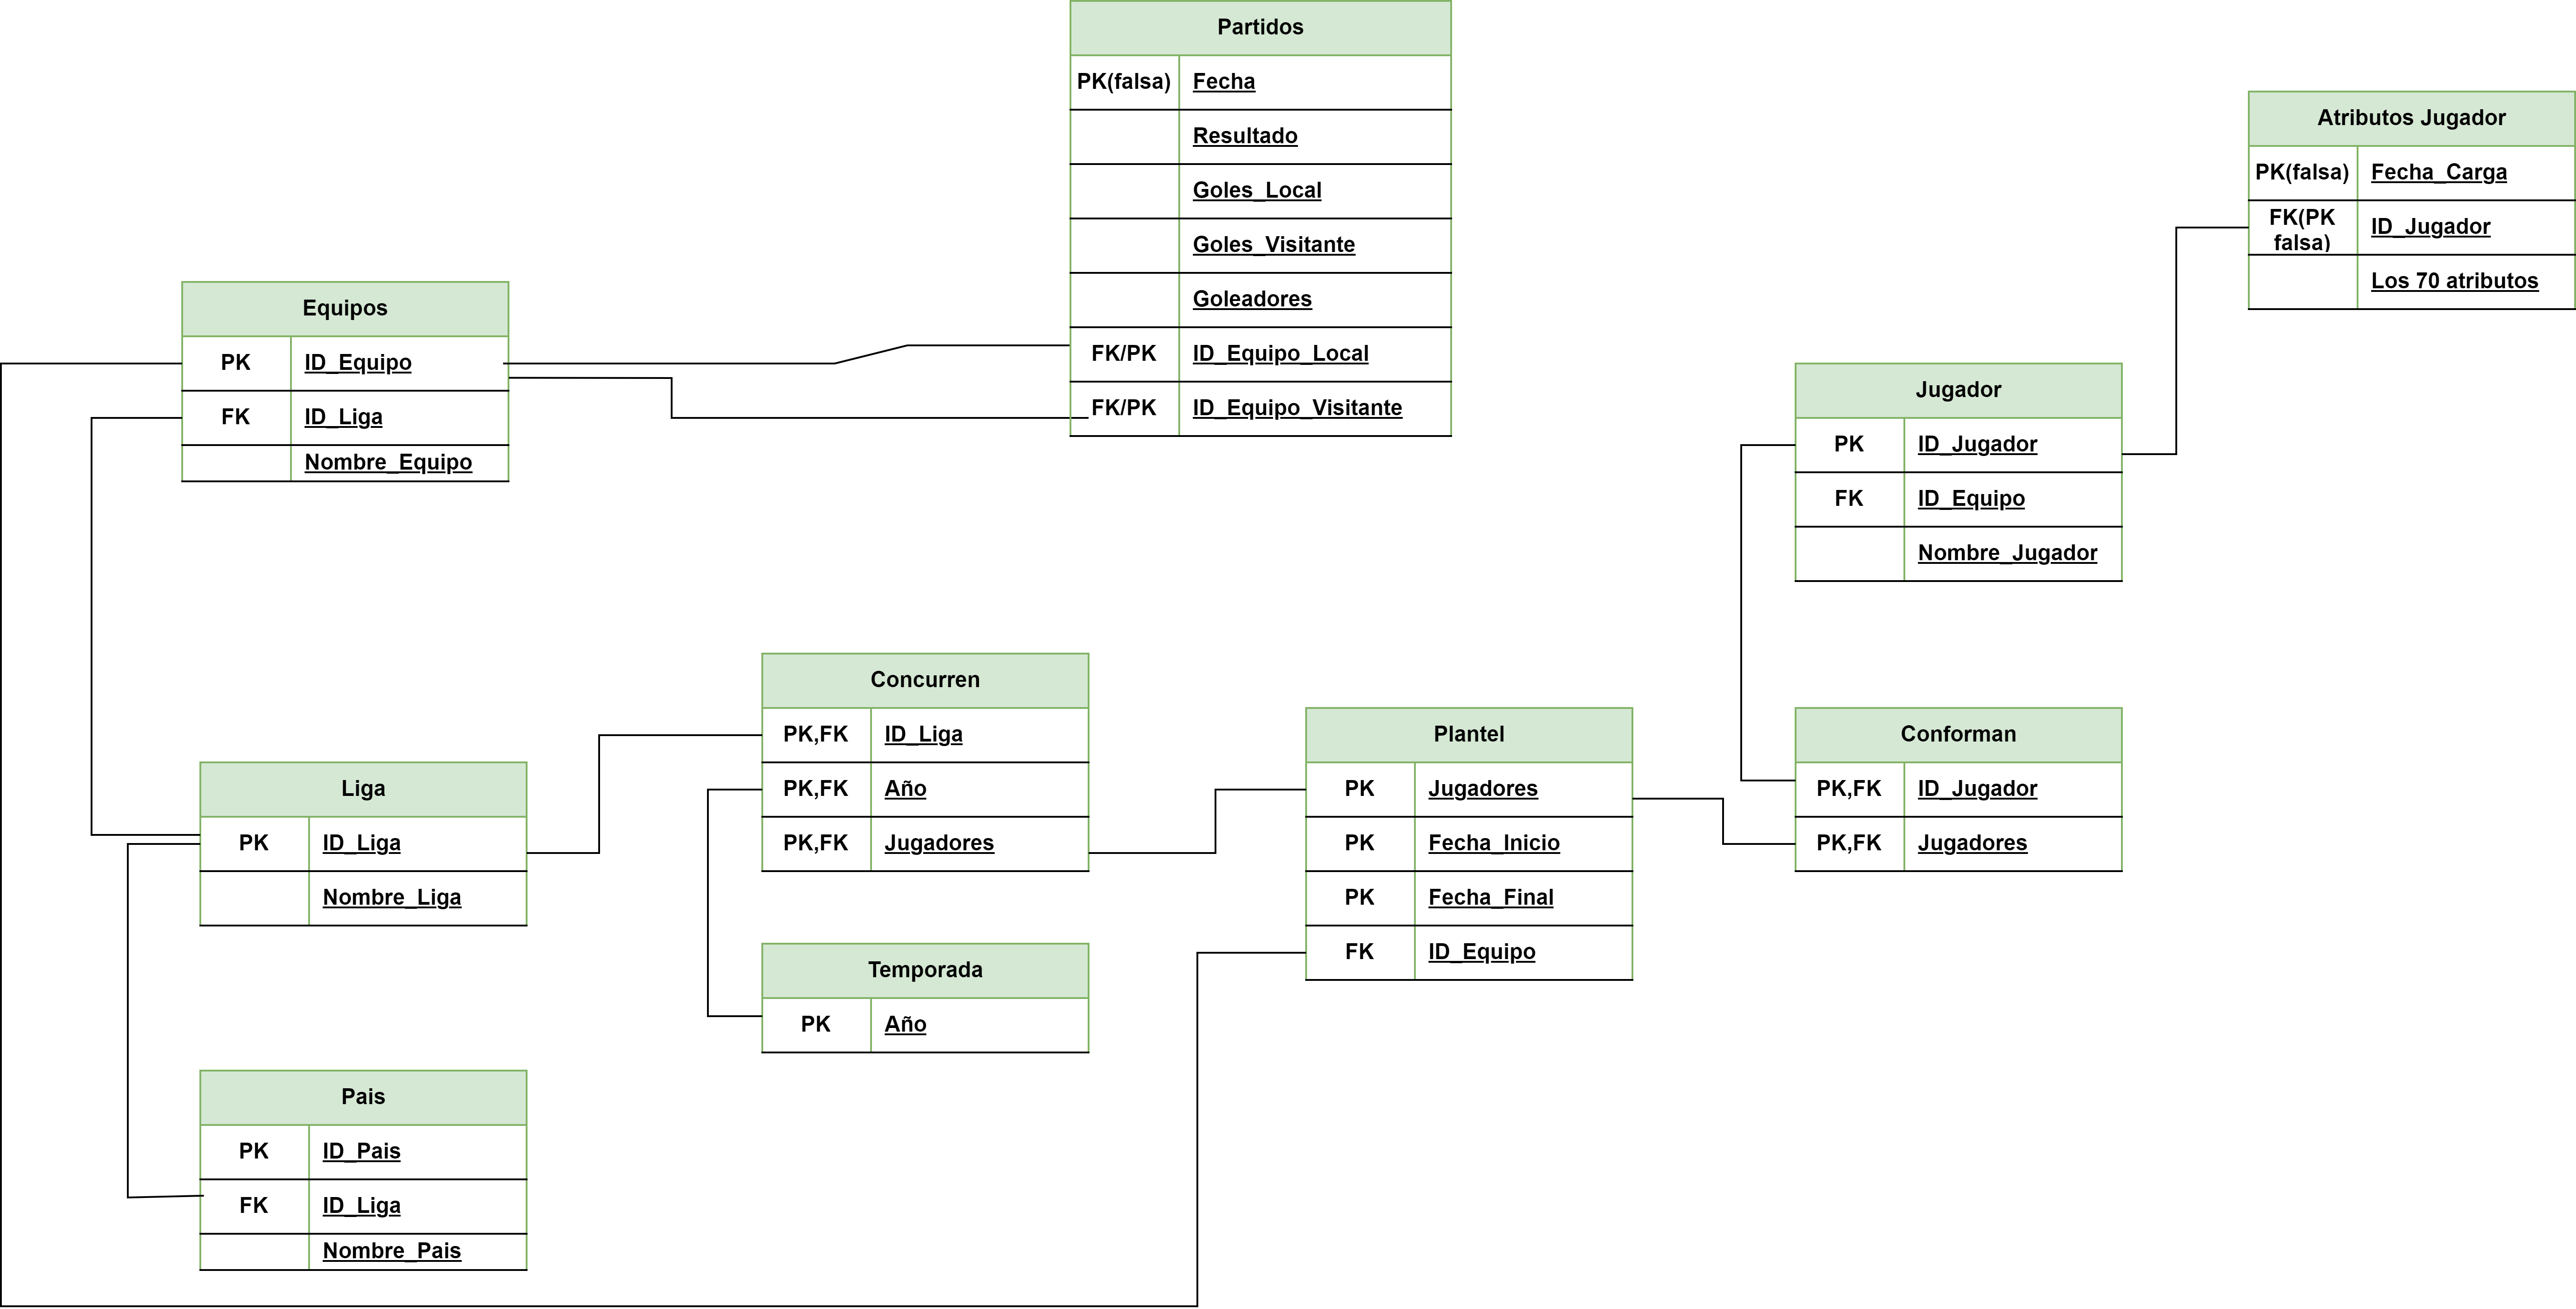 Partidos
PK(falsa) Fecha
Resultado
Goles_Local
Goles_Visitante
Goleadores
FK/PK ID_Equipo_Local
FK/PK ID_Equipo_Visitante
Atributos Jugador
PK(falsa) Fecha_Carga
FK(PK
falsa) ID_Jugador
Los 70 atributos
Equipos
PK ID_Equipo
FK ID_Liga
Nombre_Equipo
Jugador
PK ID_Jugador
FK ID_Equipo
Nombre_Jugador
Concurren
PK,FK ID_Liga
PK,FK Año
PK,FK Jugadores
Plantel
PK Jugadores
PK Fecha_Inicio
PK Fecha_Final
FK ID_Equipo
Conforman
PK,FK ID_Jugador
PK,FK Jugadores
Liga
PK ID_Liga
Nombre_Liga
Temporada
PK Año
Pais
PK ID_Pais
FK ID_Liga
Nombre_Pais